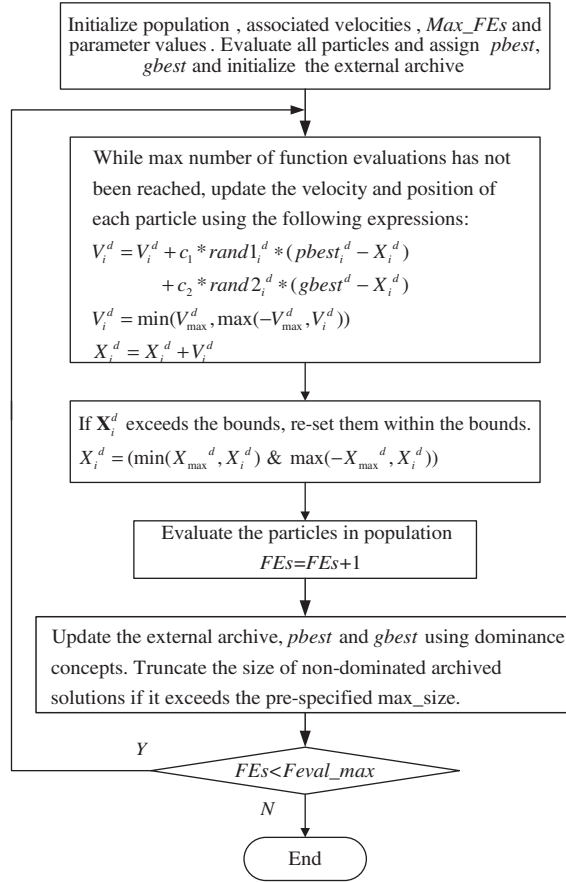 Initialize population , associated velocities , Max_FEs and
parameter values . Evaluate all particles and assign pbest,
gbest and initialize the external archive
While max number of function evaluations has not
been reached, update the velocity and position of
each particle using the following expressions:
V_i^d = V_i^d + c_1 * rand1_i^d * (pbest_i^d − X_i^d)
+ c_2 * rand2_i^d * (gbest^d − X_i^d)
V_i^d = min(V_max^d, max(−V_max^d, V_i^d))
X_i^d = X_i^d + V_i^d
If X_i^d exceeds the bounds, re-set them within the bounds.
X_i^d = (min(X_max^d, X_i^d) & max(−X_max^d, X_i^d))
Evaluate the particles in population
FEs=FEs+1
Update the external archive, pbest and gbest using dominance
concepts. Truncate the size of non-dominated archived
solutions if it exceeds the pre-specified max_size.
Y
FEs<Feval_max
N
End